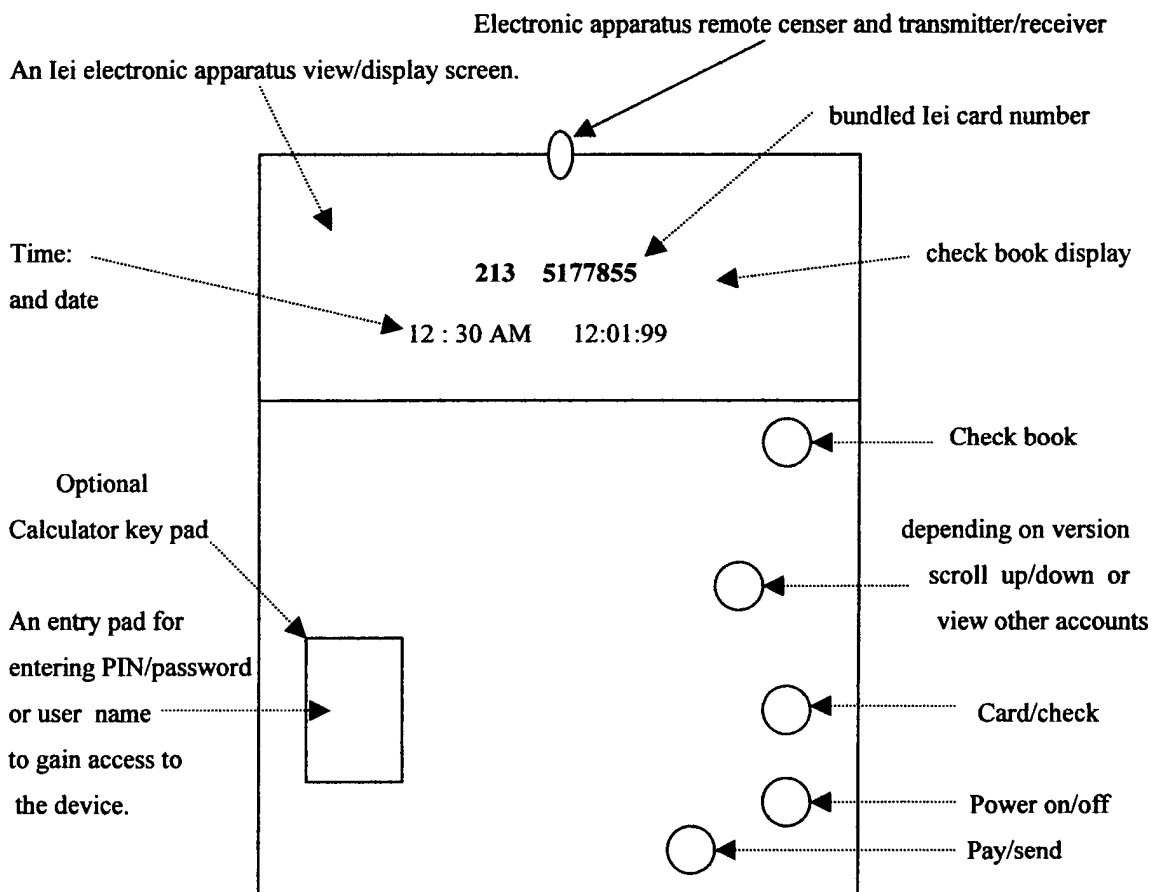 Electronic apparatus remote censer and transmitter/receiver
An Iei electronic apparatus view/display screen.
bundled Iei card number
Time:
and date
213 5177855
check book display
12 : 30 AM 12:01:99
Check book
Optional
Calculator key pad
depending on version
scroll up/down or
view other accounts
An entry pad for
entering PIN/password
or user name
to gain access to
the device.
Card/check
Power on/off
Pay/send